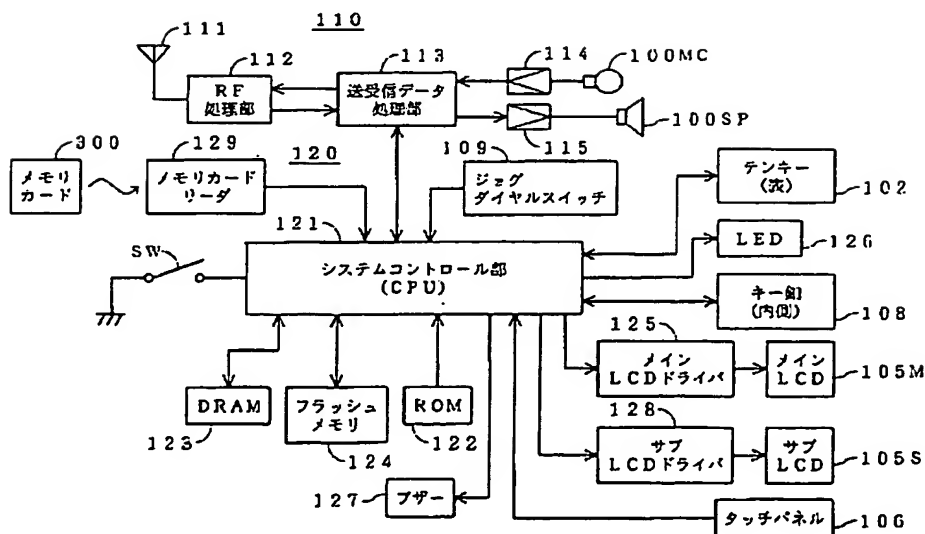 110
111
112
113
114
100MC
RF
処理部
送受信データ
処理部
100SP
115
300
129
120
109
メモリ
カード
メモリカード
リーダ
ジョグ
ダイヤルスイッチ
テンキー
(表)
102
121
SW
システムコントロール部
(CPU)
LED
126
キー部
(内側)
108
125
メイン
LCDドライバ
メイン
LCD
105M
DRAM
123
フラッシュ
メモリ
124
ROM
122
128
サブ
LCDドライバ
サブ
LCD
105S
127
ブザー
タッチパネル
106